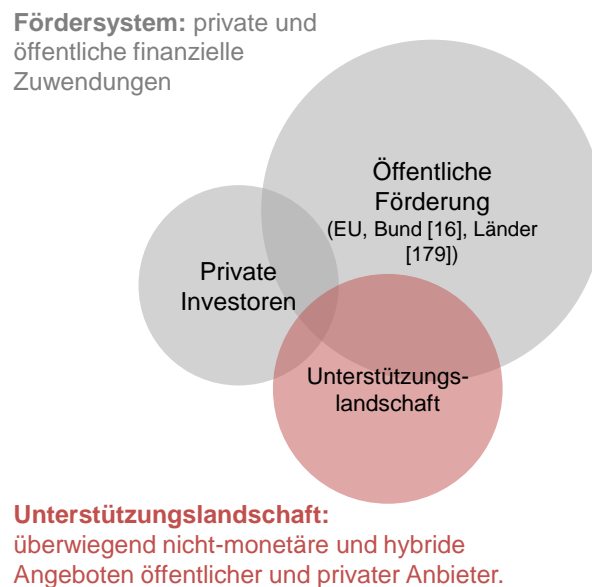 Fördersystem: private und
öffentliche finanzielle
Zuwendungen
Öffentliche
Förderung
(EU, Bund [16], Länder
[179])
Private
Investoren
Unterstützungs-
landschaft
Unterstützungslandschaft:
überwiegend nicht-monetäre und hybride
Angeboten öffentlicher und privater Anbieter.